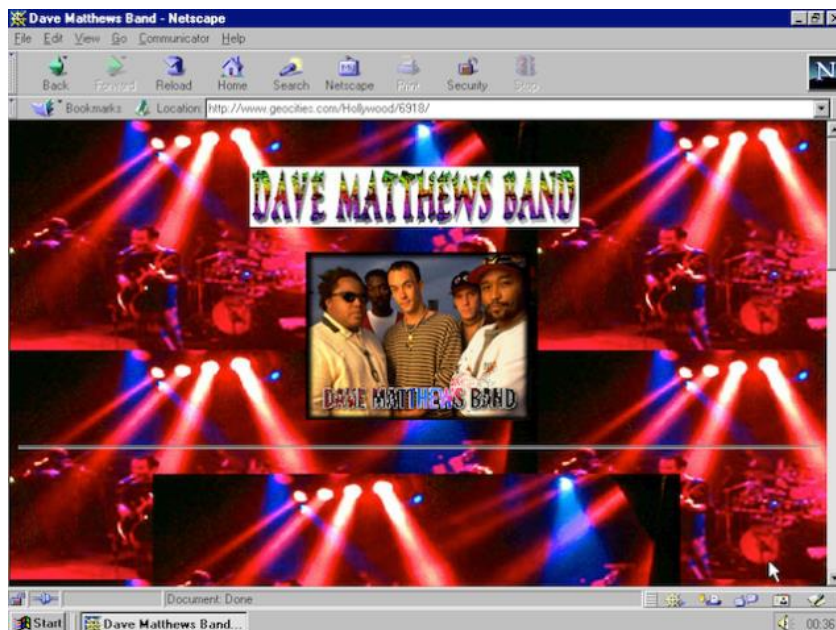 Dave Matthews Band - Netscape
File Edit View Go Communicator Help
Back Forward Reload Home Search Netscape Print Security Stop
N
Bookmarks Location: http://www.geocities.com/Hollywood/6918/
DAVE MATTHEWS BAND
DAVE MATTHEWS BAND
Document: Done
Start Dave Matthews Band... 00:36